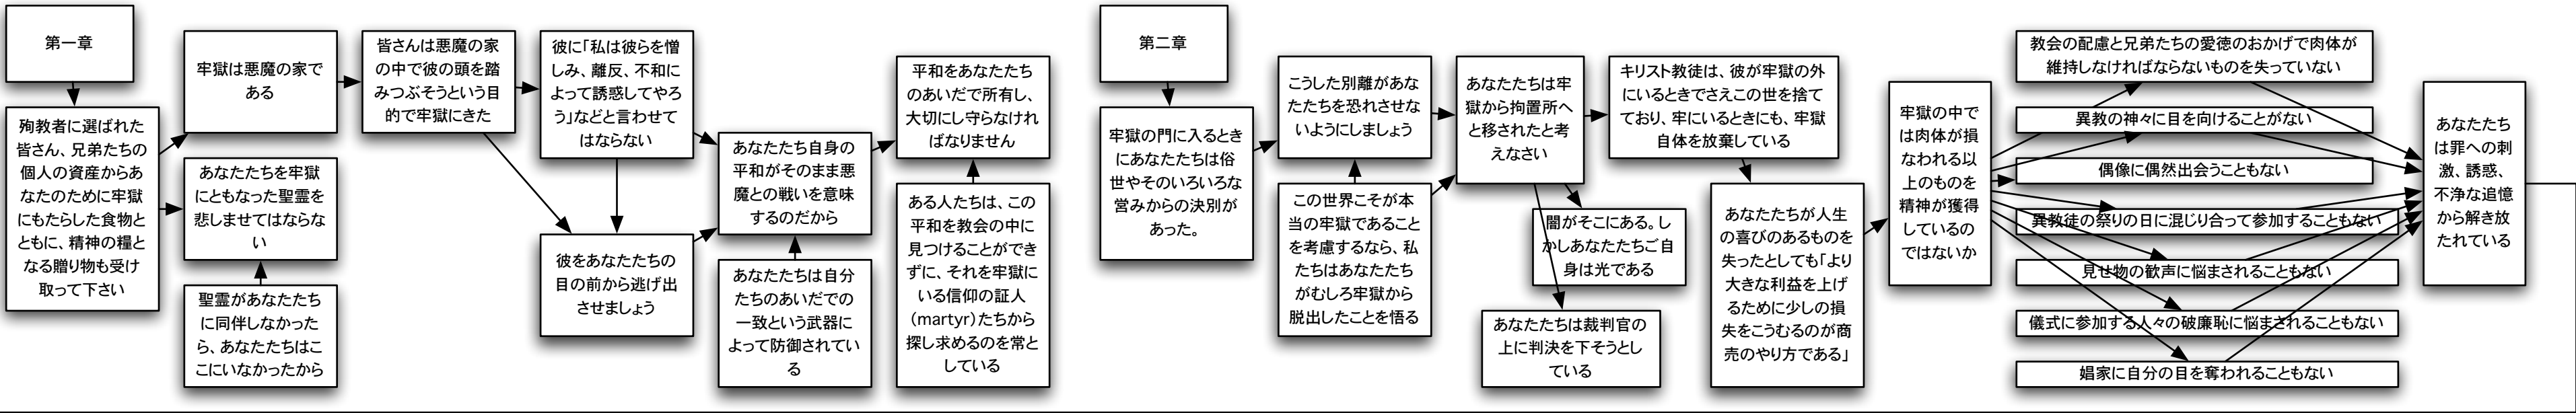 第一章
殉教者に選ばれた
皆さん、兄弟たちの
個人の資産からあ
なたのために牢獄
にもたらした食物と
ともに、精神の糧と
なる贈り物も受け
取って下さい
牢獄は悪魔の家で
ある
あなたたちを牢獄
にともなった聖霊を
悲しませてはならな
い
聖霊があなたたち
に同伴しなかった
ら、あなたたちはこ
こにいなかったから
皆さんは悪魔の家
の中で彼の頭を踏
みつぶそうという目
的で牢獄にきた
彼に「私は彼らを憎
しみ、離反、不和に
よって誘惑してやろ
う」などと言わせて
はならない
彼をあなたたちの
目の前から逃げ出
させましょう
あなたたち自身の
平和がそのまま悪
魔との戦いを意味
するのだから
あなたたちは自分
たちのあいだでの
一致という武器に
よって防御されてい
る
平和をあなたたち
のあいだで所有し、
大切にし守らなけれ
ばなりません
ある人たちは、この
平和を教会の中に
見つけることができ
ずに、それを牢獄に
いる信仰の証人
（martyr）たちから
探し求めるのを常と
している
第二章
牢獄の門に入るとき
にあなたたちは俗
世やそのいろいろな
営みからの決別が
あった。
こうした別離があな
たたちを恐れさせな
いようにしましょう
この世界こそが本
当の牢獄であること
を考慮するなら、私
たちはあなたたち
がむしろ牢獄から
脱出したことを悟る
あなたたちは牢
獄から拘置所へ
と移されたと考
えなさい
闇がそこにある。し
かしあなたたちご自
身は光である
あなたたちは裁判官の
上に判決を下そうとし
ている
キリスト教徒は、彼が牢獄の外
にいるときでさえこの世を捨て
ており、牢にいるときにも、牢獄
自体を放棄している
あなたたちが人生
の喜びのあるものを
失ったとしても「より
大きな利益を上げ
るために少しの損
失をこうむるのが商
売のやり方である」
牢獄の中で
は肉体が損
なわれる以
上のものを
精神が獲得
しているの
ではないか
教会の配慮と兄弟たちの愛徳のおかげで肉体が
維持しなければならないものを失っていない
異教の神々に目を向けることがない
偶像に偶然出会うこともない
異教徒の祭りの日に混じり合って参加することもない
見せ物の歓声に悩まされることもない
儀式に参加する人々の破廉恥に悩まされることもない
娼家に自分の目を奪われることもない
あなたたち
は罪への刺
激、誘惑、
不浄な追憶
から解き放
たれている